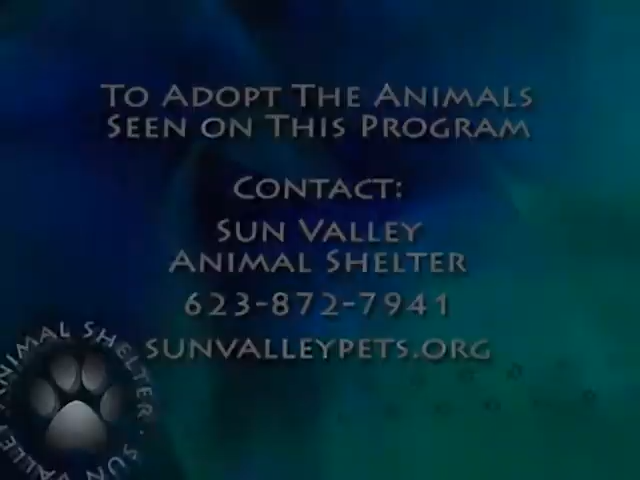 To Adopt The Animals
Seen on This Program
Contact:
Sun Valley
Animal Shelter
623-872-7941
sunvalleypets.org
Animal Shelter · Sun Valley